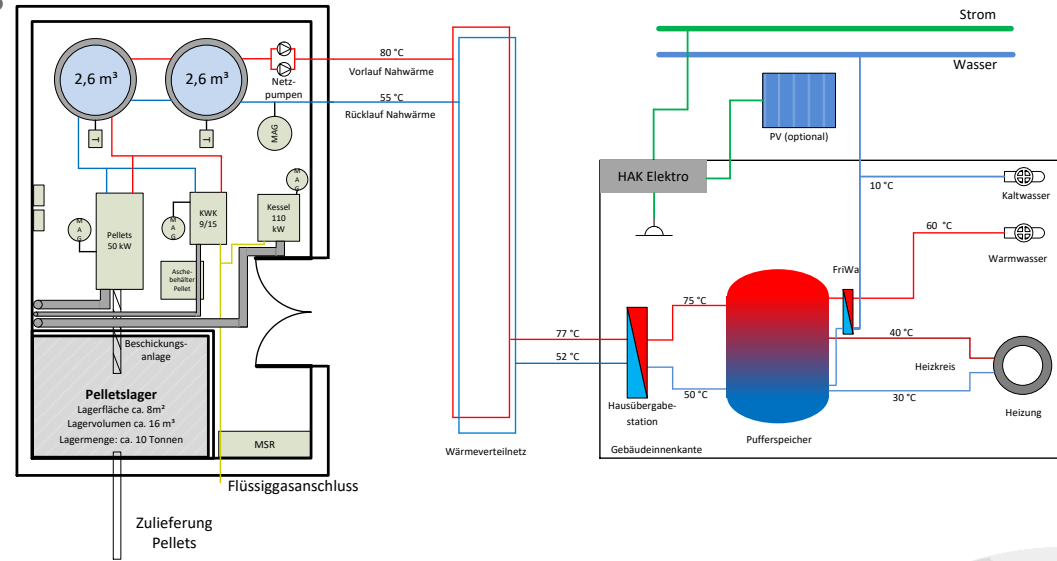 Strom
Wasser
2,6 m³
2,6 m³
Netz-
pumpen
80 °C
Vorlauf Nahwärme
55 °C
Rücklauf Nahwärme
T
T
MAG
PV (optional)
HAK Elektro
10 °C
Kaltwasser
60 °C
Warmwasser
MAG
Kessel
110
kW
MAG
Pellets
50 kW
MAG
KWK
9/15
Asche-
behälter
Pellet
FriWa
75 °C
77 °C
52 °C
50 °C
40 °C
Heizkreis
30 °C
Heizung
Beschickungs-
anlage
Pelletslager
Lagerfläche ca. 8m²
Lagervolumen ca. 16 m³
Lagermenge: ca. 10 Tonnen
Hausübergabe-
station
Pufferspeicher
MSR
Wärmeverteilnetz
Gebäudeinnenkante
Flüssiggasanschluss
Zulieferung
Pellets